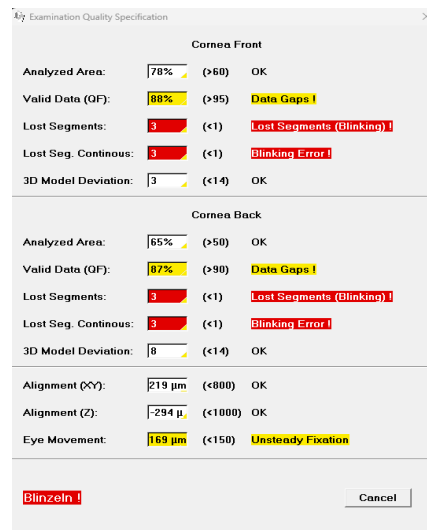 Examination Quality Specification
Cornea Front
Analyzed Area: 78% (>60) OK
Valid Data (QF): 88% (>95) Data Gaps !
Lost Segments: 3 (<1) Lost Segments (Blinking) !
Lost Seg. Continous: 3 (<1) Blinking Error !
3D Model Deviation: 3 (<14) OK
Cornea Back
Analyzed Area: 65% (>50) OK
Valid Data (QF): 87% (>90) Data Gaps !
Lost Segments: 3 (<1) Lost Segments (Blinking) !
Lost Seg. Continous: 3 (<1) Blinking Error !
3D Model Deviation: 8 (<14) OK
Alignment (XY): 219 µm (<800) OK
Alignment (Z): -294 µ (<1000) OK
Eye Movement: 169 µm (<150) Unsteady Fixation
Blinzeln ! Cancel